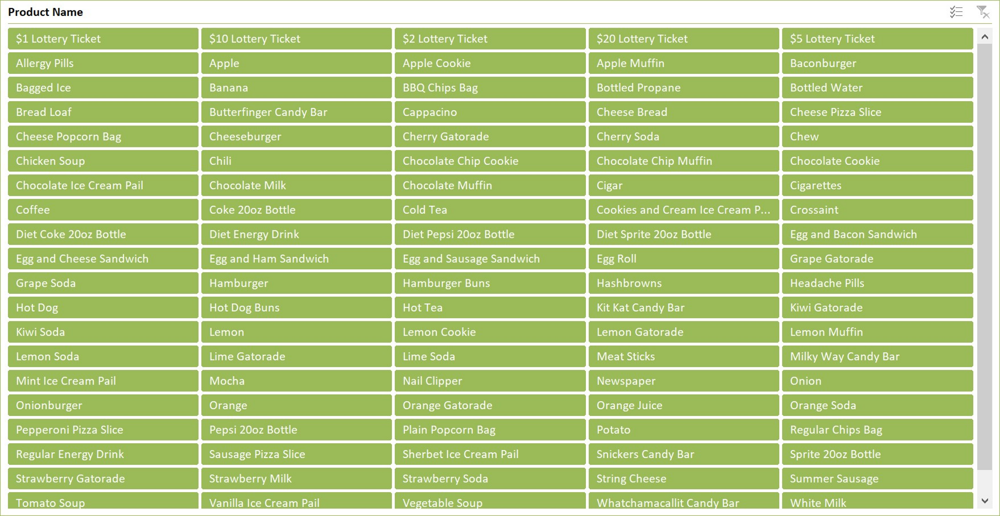 Product Name
$1 Lottery Ticket
$10 Lottery Ticket
$2 Lottery Ticket
$20 Lottery Ticket
$5 Lottery Ticket
Allergy Pills
Apple
Apple Cookie
Apple Muffin
Baconburger
Bagged Ice
Banana
BBQ Chips Bag
Bottled Propane
Bottled Water
Bread Loaf
Butterfinger Candy Bar
Cappacino
Cheese Bread
Cheese Pizza Slice
Cheese Popcorn Bag
Cheeseburger
Cherry Gatorade
Cherry Soda
Chew
Chicken Soup
Chili
Chocolate Chip Cookie
Chocolate Chip Muffin
Chocolate Cookie
Chocolate Ice Cream Pail
Chocolate Milk
Chocolate Muffin
Cigar
Cigarettes
Coffee
Coke 20oz Bottle
Cold Tea
Cookies and Cream Ice Cream P...
Crossaint
Diet Coke 20oz Bottle
Diet Energy Drink
Diet Pepsi 20oz Bottle
Diet Sprite 20oz Bottle
Egg and Bacon Sandwich
Egg and Cheese Sandwich
Egg and Ham Sandwich
Egg and Sausage Sandwich
Egg Roll
Grape Gatorade
Grape Soda
Hamburger
Hamburger Buns
Hashbrowns
Headache Pills
Hot Dog
Hot Dog Buns
Hot Tea
Kit Kat Candy Bar
Kiwi Gatorade
Kiwi Soda
Lemon
Lemon Cookie
Lemon Gatorade
Lemon Muffin
Lemon Soda
Lime Gatorade
Lime Soda
Meat Sticks
Milky Way Candy Bar
Mint Ice Cream Pail
Mocha
Nail Clipper
Newspaper
Onion
Onionburger
Orange
Orange Gatorade
Orange Juice
Orange Soda
Pepperoni Pizza Slice
Pepsi 20oz Bottle
Plain Popcorn Bag
Potato
Regular Chips Bag
Regular Energy Drink
Sausage Pizza Slice
Sherbet Ice Cream Pail
Snickers Candy Bar
Sprite 20oz Bottle
Strawberry Gatorade
Strawberry Milk
Strawberry Soda
String Cheese
Summer Sausage
Tomato Soup
Vanilla Ice Cream Pail
Vegetable Soup
Whatchamacallit Candy Bar
White Milk